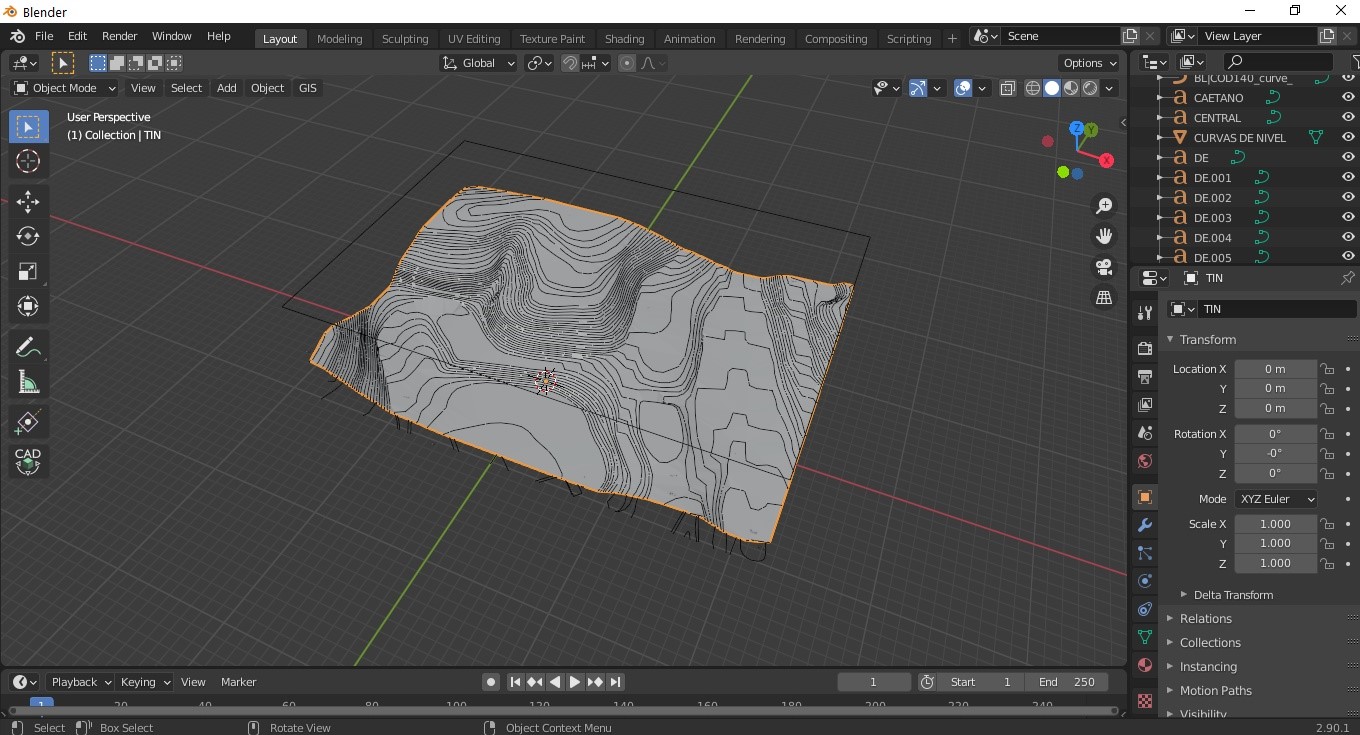 Blender
File Edit Render Window Help Layout Modeling Sculpting UV Editing Texture Paint Shading Animation Rendering Compositing Scripting + Scene View Layer
Global Options
Object Mode View Select Add Object GIS
User Perspective
(1) Collection | TIN
Z Y X
CAD
BL|COD140_curve_
CAETANO
CENTRAL
CURVAS DE NIVEL
DE
DE.001
DE.002
DE.003
DE.004
DE.005
TIN
TIN
Transform
Location X 0 m
Y 0 m
Z 0 m
Rotation X 0°
Y -0°
Z 0°
Mode XYZ Euler
Scale X 1.000
Y 1.000
Z 1.000
Delta Transform
Relations
Collections
Instancing
Motion Paths
Visibility
Playback Keying View Marker 1 Start 1 End 250
1 20 40 60 80 100 120 140 160 180 200 220 240
Select Box Select Rotate View Object Context Menu 2.90.1